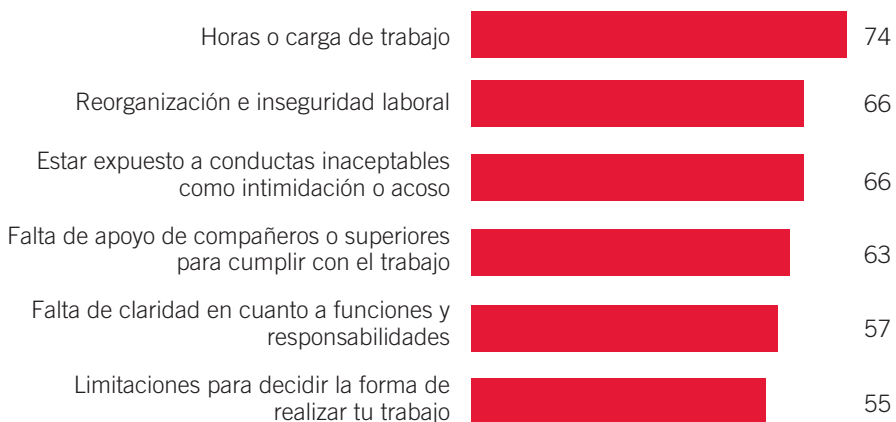 Horas o carga de trabajo 74
Reorganización e inseguridad laboral 66
Estar expuesto a conductas inaceptables
como intimidación o acoso 66
Falta de apoyo de compañeros o superiores
para cumplir con el trabajo 63
Falta de claridad en cuanto a funciones y
responsabilidades 57
Limitaciones para decidir la forma de
realizar tu trabajo 55